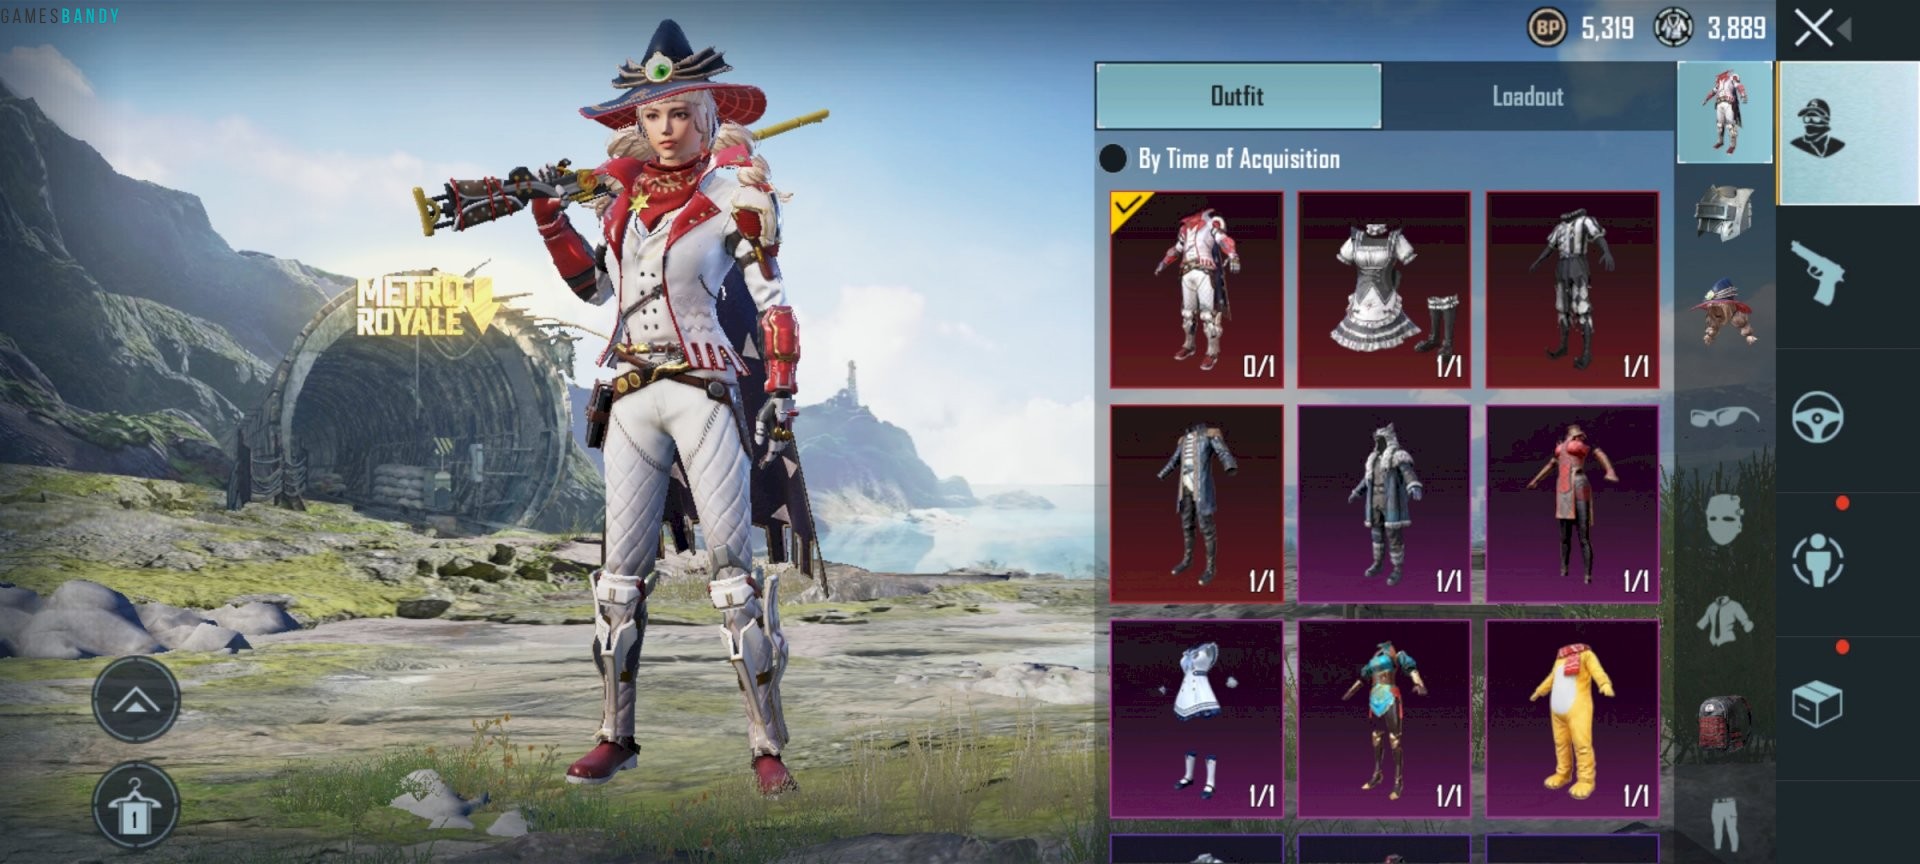 GAMESBANDY
BP 5,319 3,889
Outfit Loadout
By Time of Acquisition
METRO
ROYALE
0/1 1/1 1/1
1/1 1/1 1/1
1/1 1/1 1/1
1